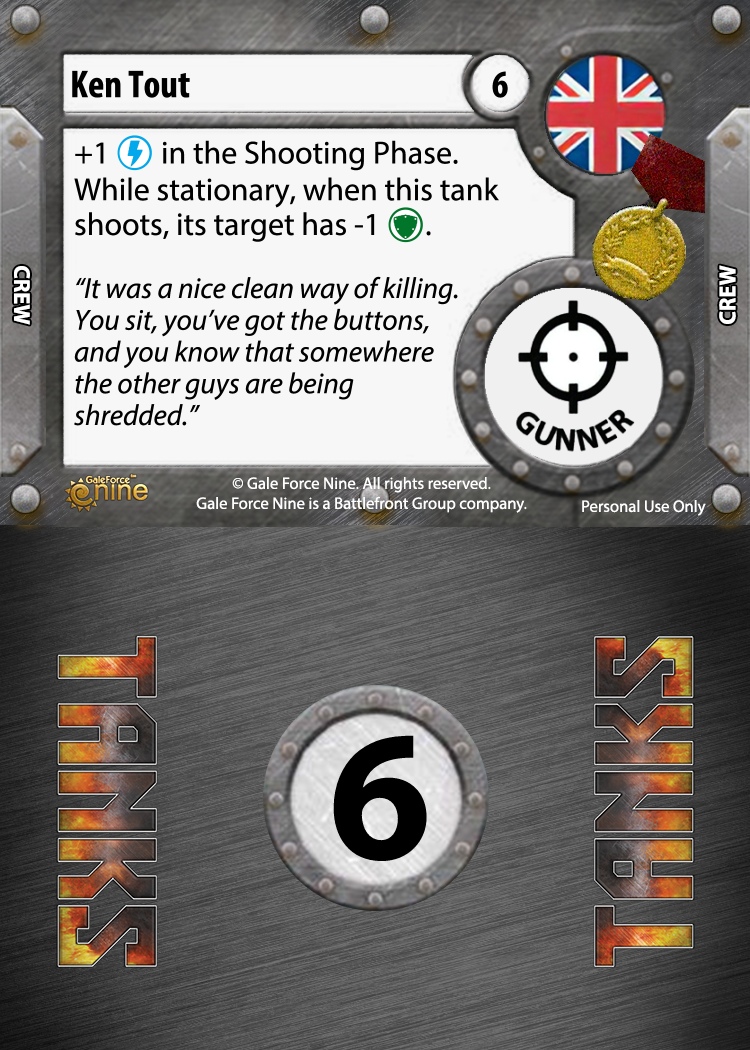 Ken Tout
6
+1 in the Shooting Phase.
While stationary, when this tank
shoots, its target has -1 .
“It was a nice clean way of killing.
You sit, you’ve got the buttons,
and you know that somewhere
the other guys are being
shredded.”
CREW
CREW
GUNNER
GaleForce™
nine
© Gale Force Nine. All rights reserved.
Gale Force Nine is a Battlefront Group company.
Personal Use Only
TANKS
6
TANKS